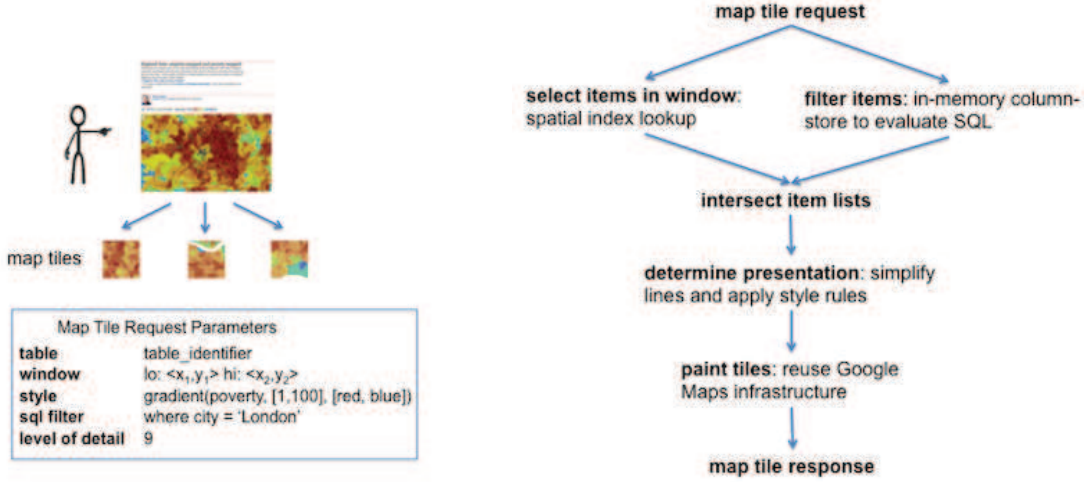 map tiles
Map Tile Request Parameters
table table_identifier
window lo: <x₁,y₁> hi: <x₂,y₂>
style gradient(poverty, [1,100], [red, blue])
sql filter where city = ‘London’
level of detail 9
map tile request
select items in window:
spatial index lookup
filter items: in-memory column-
store to evaluate SQL
intersect item lists
determine presentation: simplify
lines and apply style rules
paint tiles: reuse Google
Maps infrastructure
map tile response